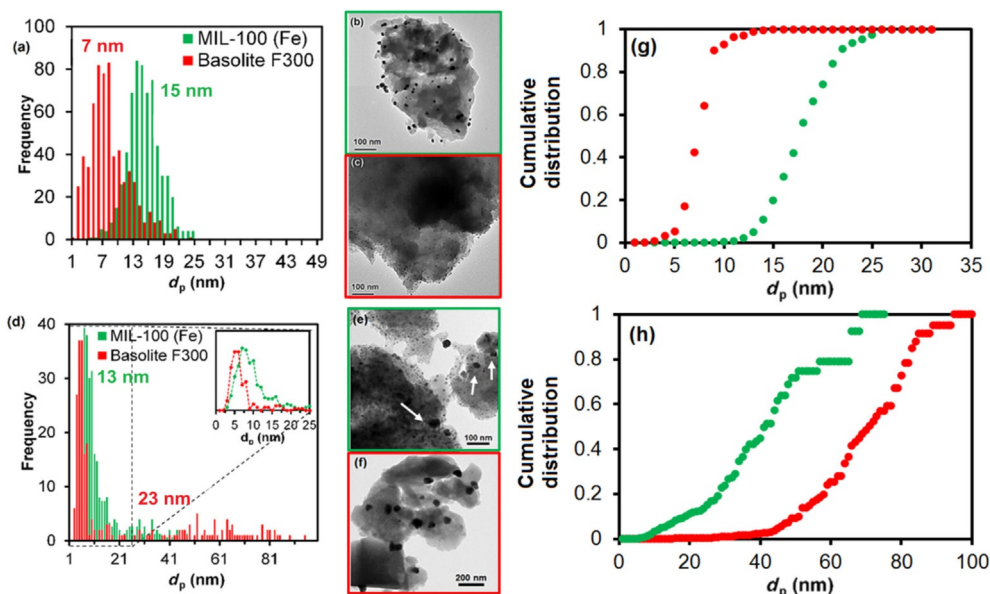 (a)
7 nm
MIL-100 (Fe)
Basolite F300
15 nm
Frequency
100
80
60
40
20
0
1 7 13 19 25 31 37 43 49
dp (nm)
(b)
100 nm
(c)
100 nm
(g)
Cumulative
distribution
1
0.8
0.6
0.4
0.2
0
0 5 10 15 20 25 30 35
dp (nm)
(d)
MIL-100 (Fe)
Basolite F300
13 nm
23 nm
Frequency
40
30
20
10
0
1 21 41 61 81
dp (nm)
0 5 10 15 20 25
dp (nm)
(e)
100 nm
(f)
200 nm
(h)
Cumulative
distribution
1
0.8
0.6
0.4
0.2
0
0 20 40 60 80 100
dp (nm)